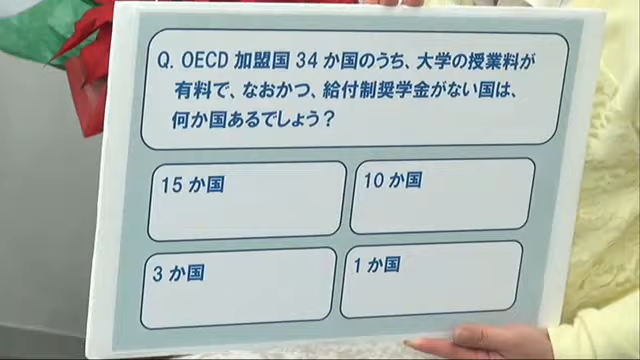 Q. OECD 加盟国 34 か国のうち、大学の授業料が
有料で、なおかつ、給付制奨学金がない国は、
何か国あるでしょう？
15 か国
10 か国
3 か国
1 か国